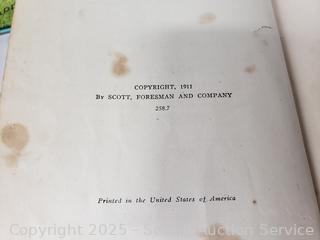 COPYRIGHT, 1911
BY SCOTT, FORESMAN AND COMPANY
258.7
Printed in the United States of America
Copyright 2025 - Sc Auction Service